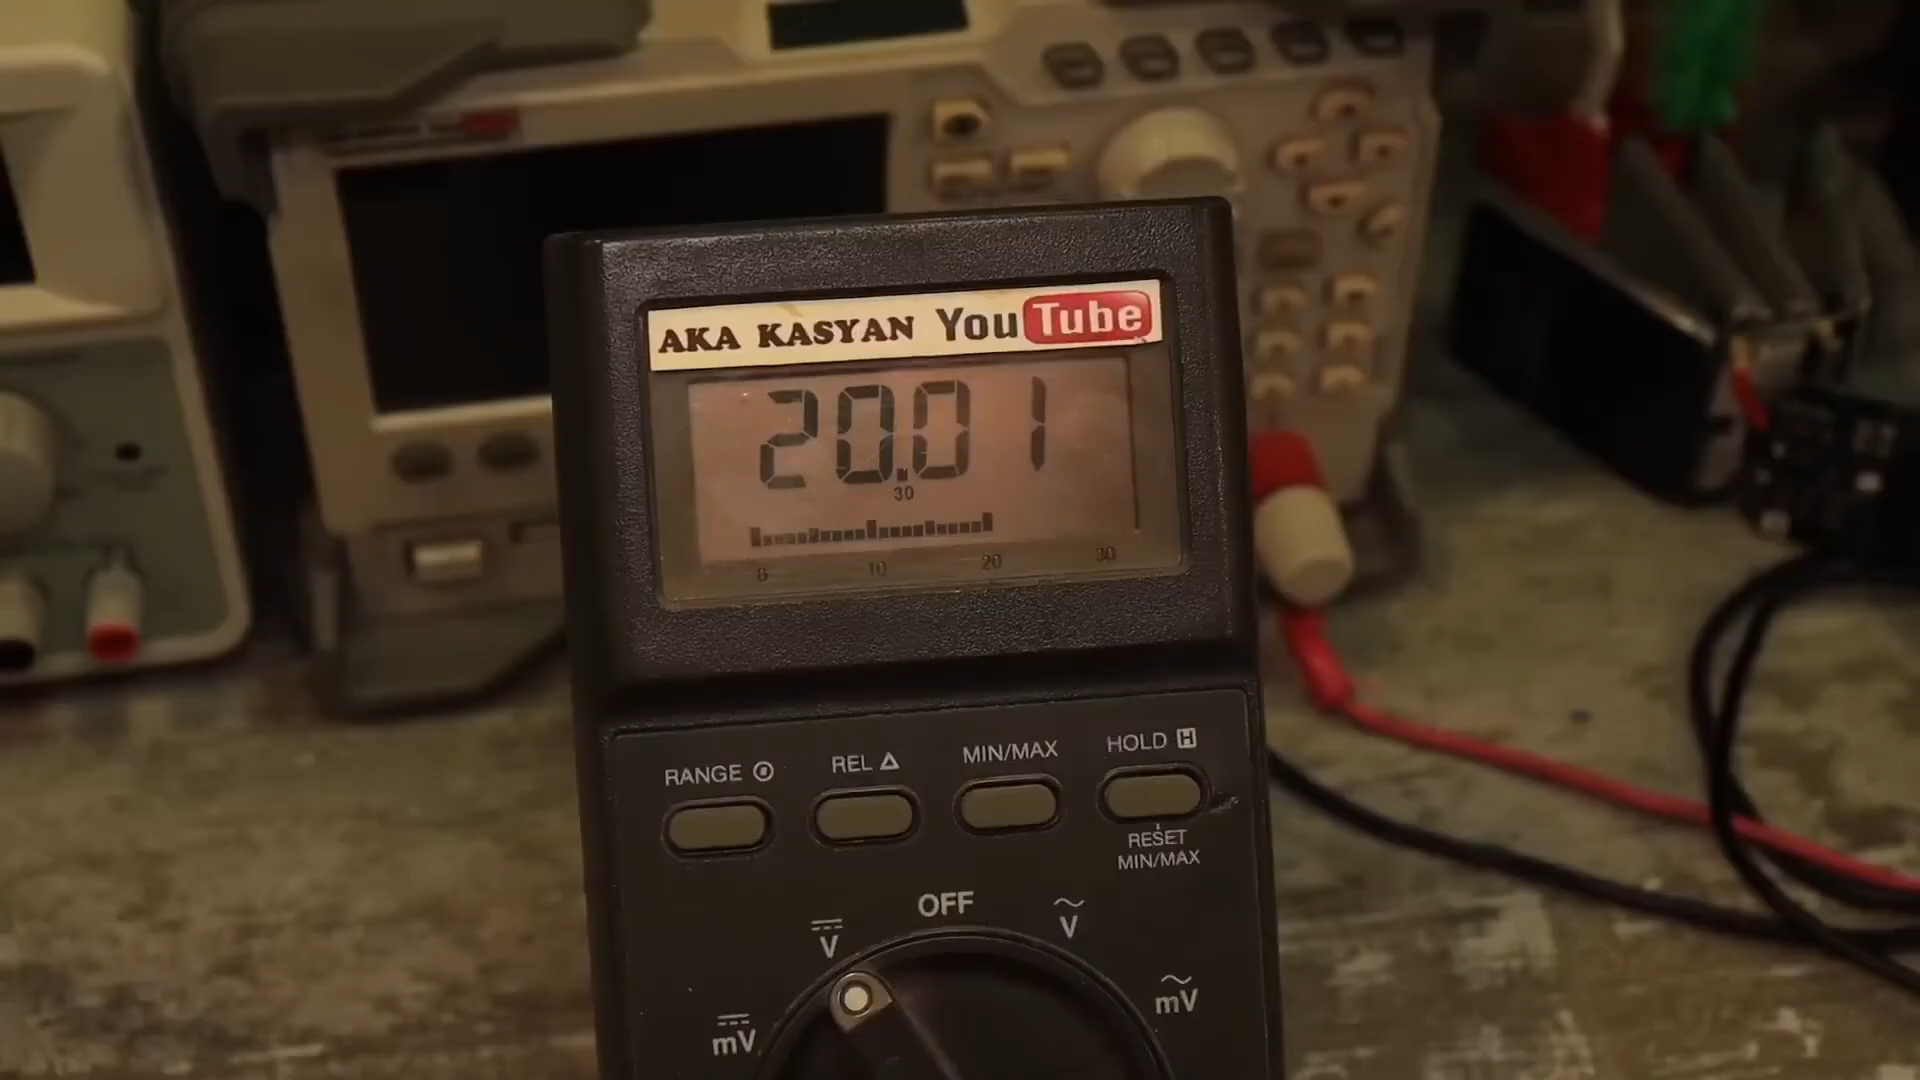 AKA KASYAN YouTube
20.01
30
0 10 20 30
RANGE
REL Δ
MIN/MAX
HOLD H
RESET
MIN/MAX
OFF
V
V
mV
mV